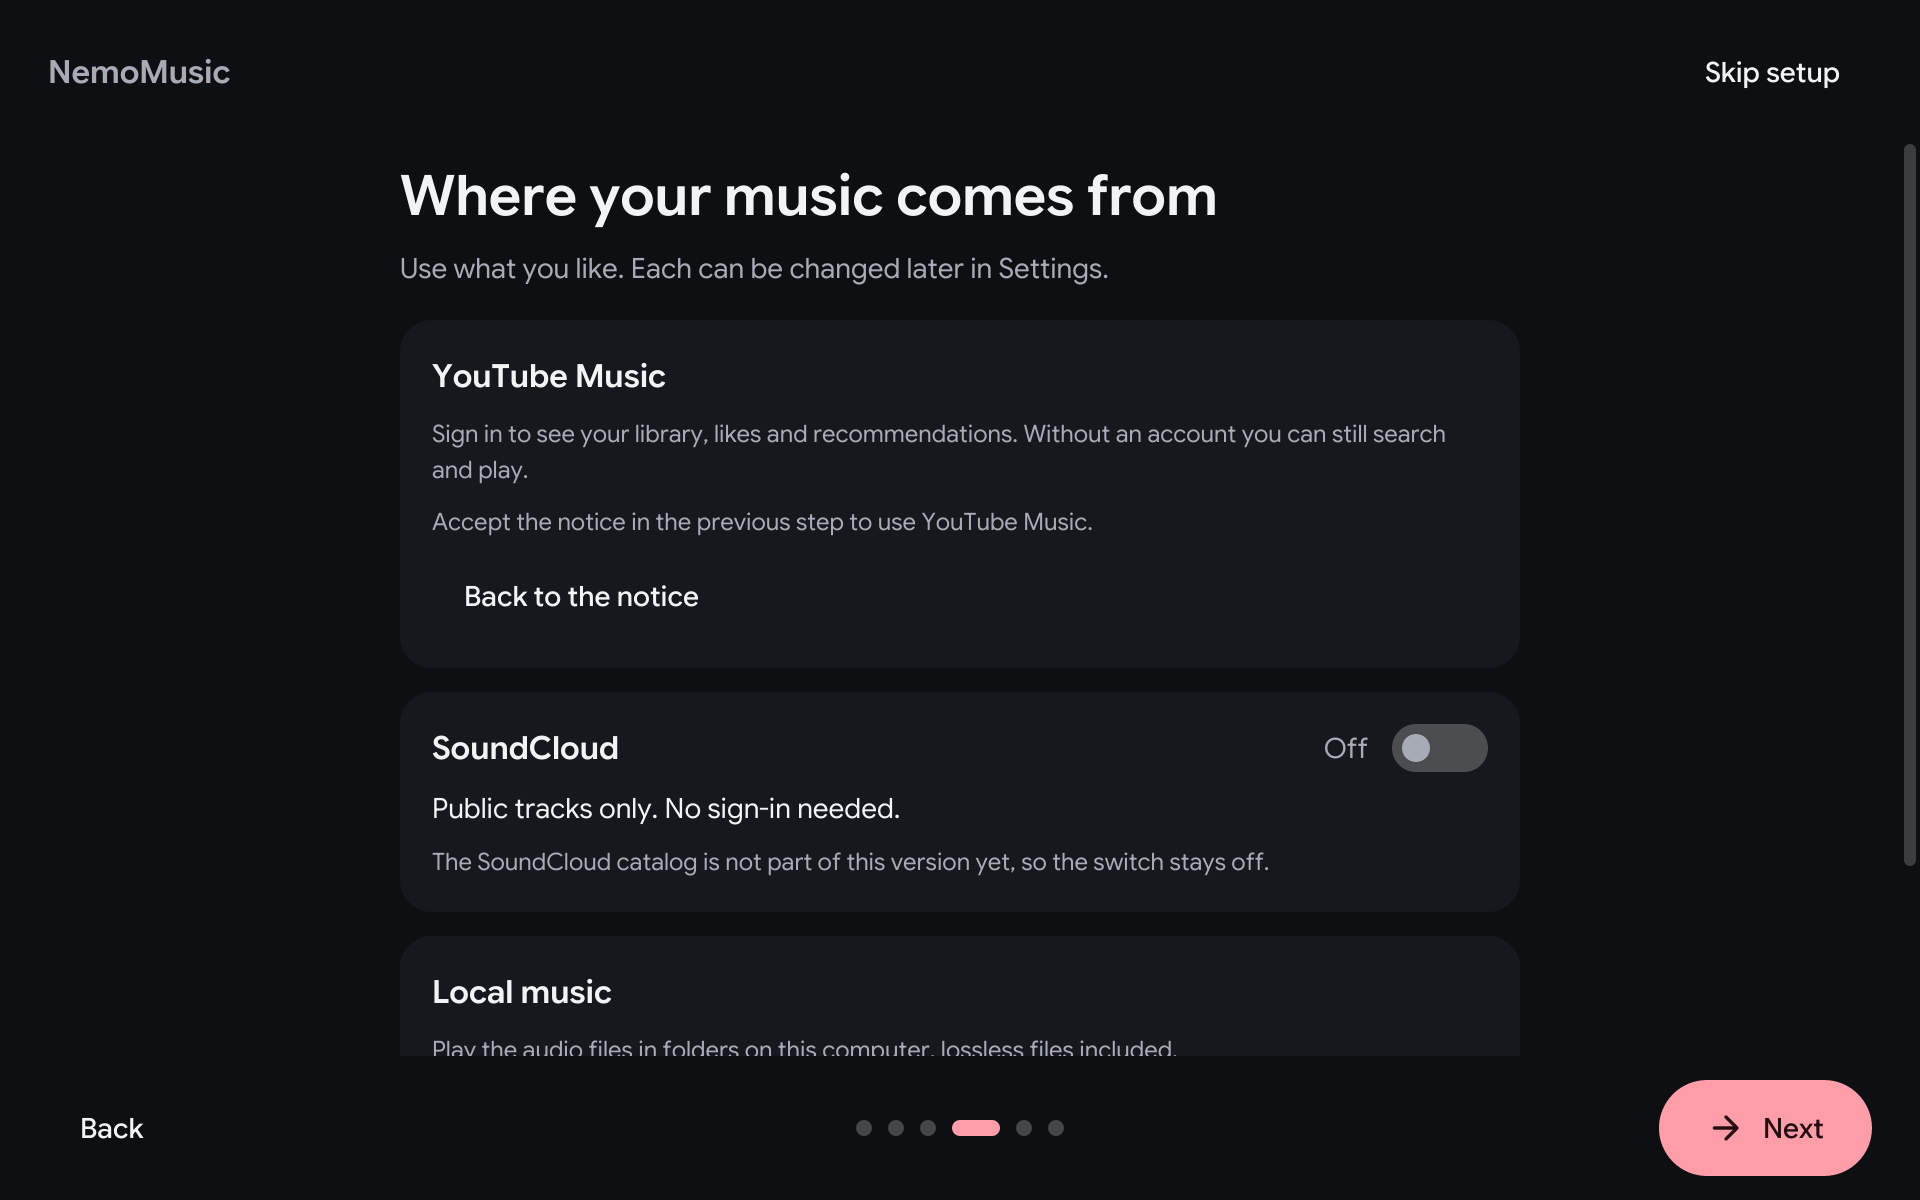 NemoMusic
Skip setup
Where your music comes from
Use what you like. Each can be changed later in Settings.
YouTube Music
Sign in to see your library, likes and recommendations. Without an account you can still search
and play.
Accept the notice in the previous step to use YouTube Music.
Back to the notice
SoundCloud
Off
Public tracks only. No sign-in needed.
The SoundCloud catalog is not part of this version yet, so the switch stays off.
Local music
Play the audio files in folders on this computer, lossless files included.
Back
Next